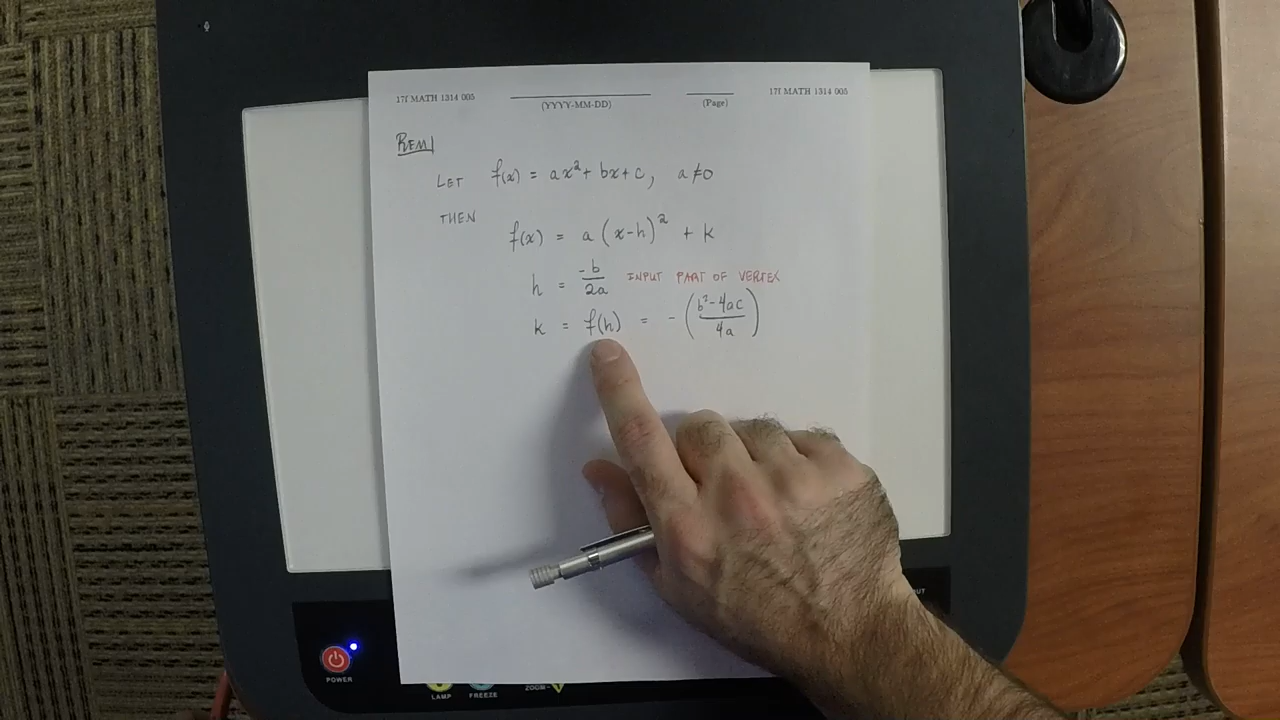 17F MATH 1314 005 (YYYY-MM-DD) (Page) 17F MATH 1314 005
REM
LET f(x) = ax² + bx + c, a ≠ 0
THEN
f(x) = a (x-h)² + k
h = -b/2a INPUT PART OF VERTEX
k = f(h) = - (b²-4ac/4a)
POWER
LAMP
FREEZE
ZOOM